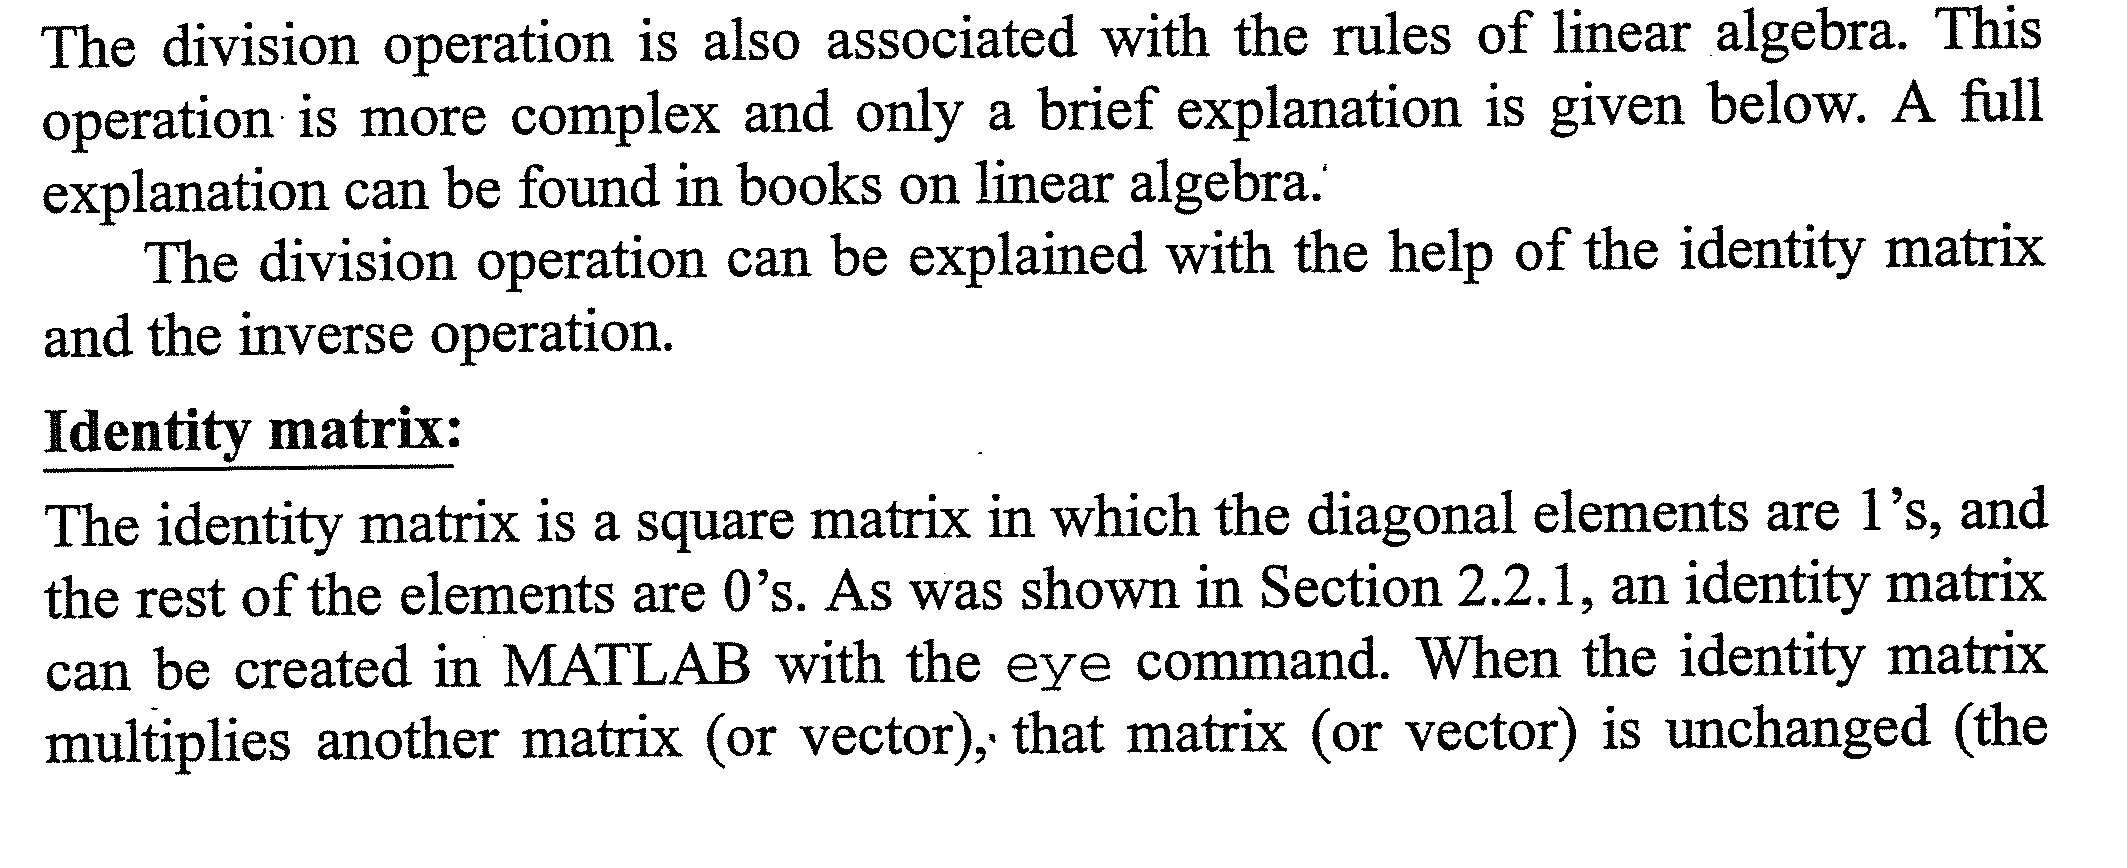 The division operation is also associated with the rules of linear algebra. This
operation is more complex and only a brief explanation is given below. A full
explanation can be found in books on linear algebra.
The division operation can be explained with the help of the identity matrix
and the inverse operation.
Identity matrix:
The identity matrix is a square matrix in which the diagonal elements are 1’s, and
the rest of the elements are 0’s. As was shown in Section 2.2.1, an identity matrix
can be created in MATLAB with the eye command. When the identity matrix
multiplies another matrix (or vector), that matrix (or vector) is unchanged (the